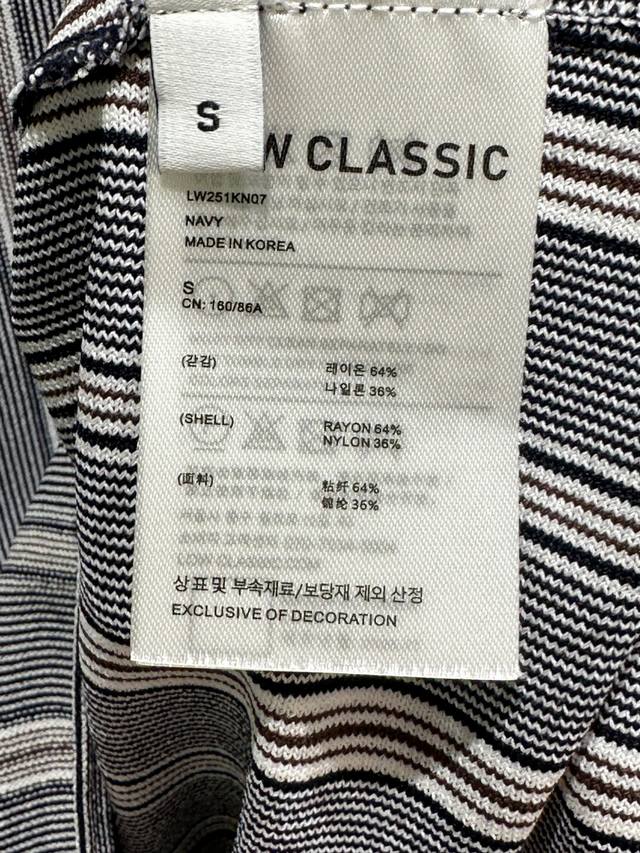 S
W CLASSIC
LW251KN07
NAVY
MADE IN KOREA
S
CN: 160/86A
(겉감) 레이온 64%
나일론 36%
(SHELL) RAYON 64%
NYLON 36%
(面料) 粘纤 64%
锦纶 36%
상표및 부속재료/보당재 제외 산정
EXCLUSIVE OF DECORATION